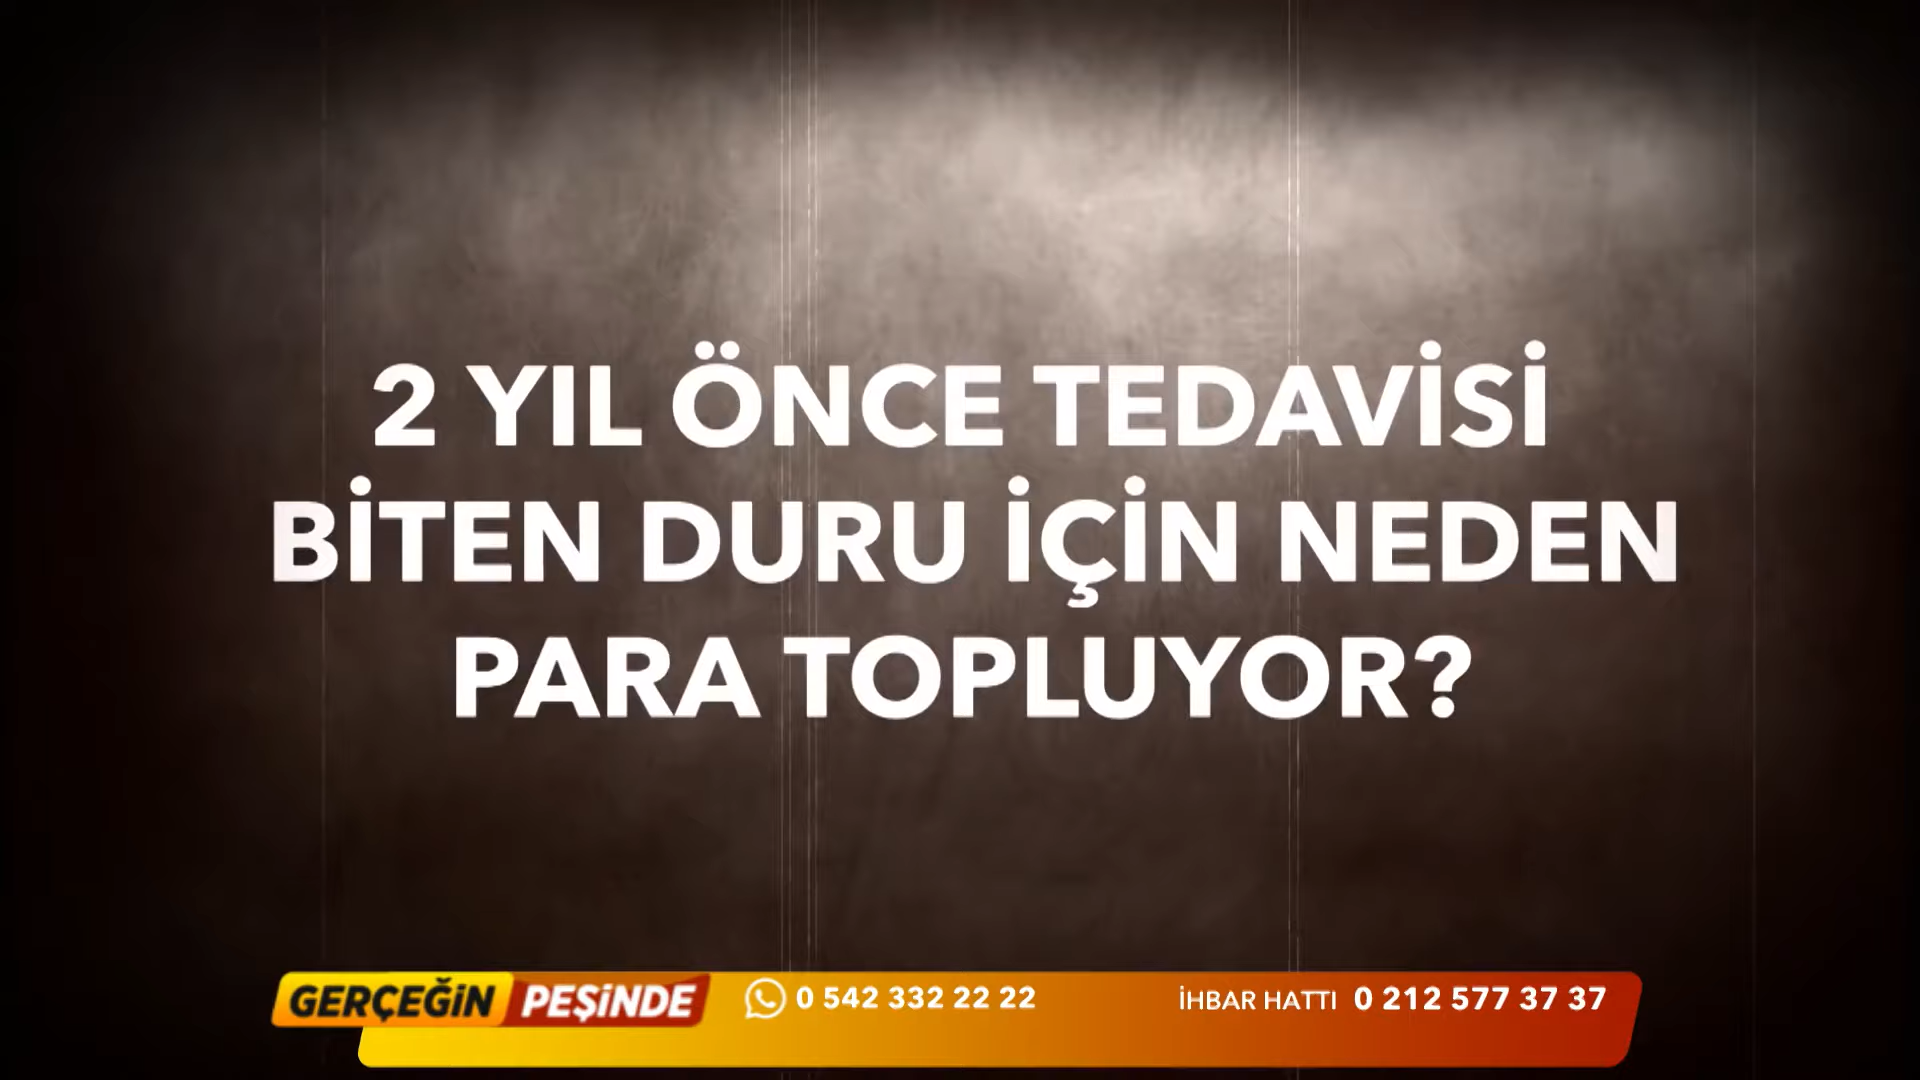 2 YIL ÖNCE TEDAVİSİ
BİTEN DURU İÇİN NEDEN
PARA TOPLUYOR?
GERÇEĞİN PEŞİNDE 0 542 332 22 22 İHBAR HATTI 0 212 577 37 37